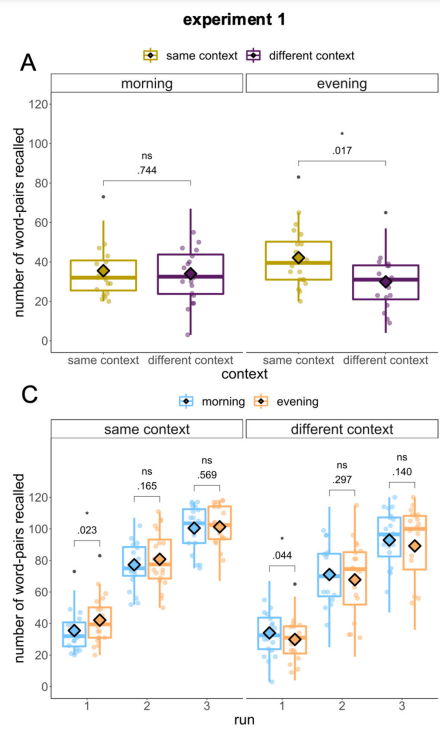 experiment 1
same context different context
A
morning evening
number of word-pairs recalled
120
100
80
60
40
20
0
ns
.744
*
.017
same context different context same context different context
context
C
morning evening
same context different context
number of word-pairs recalled
120
100
80
60
40
20
0
*
.023
ns
.165
ns
.569
*
.044
ns
.297
ns
.140
1 2 3 1 2 3
run